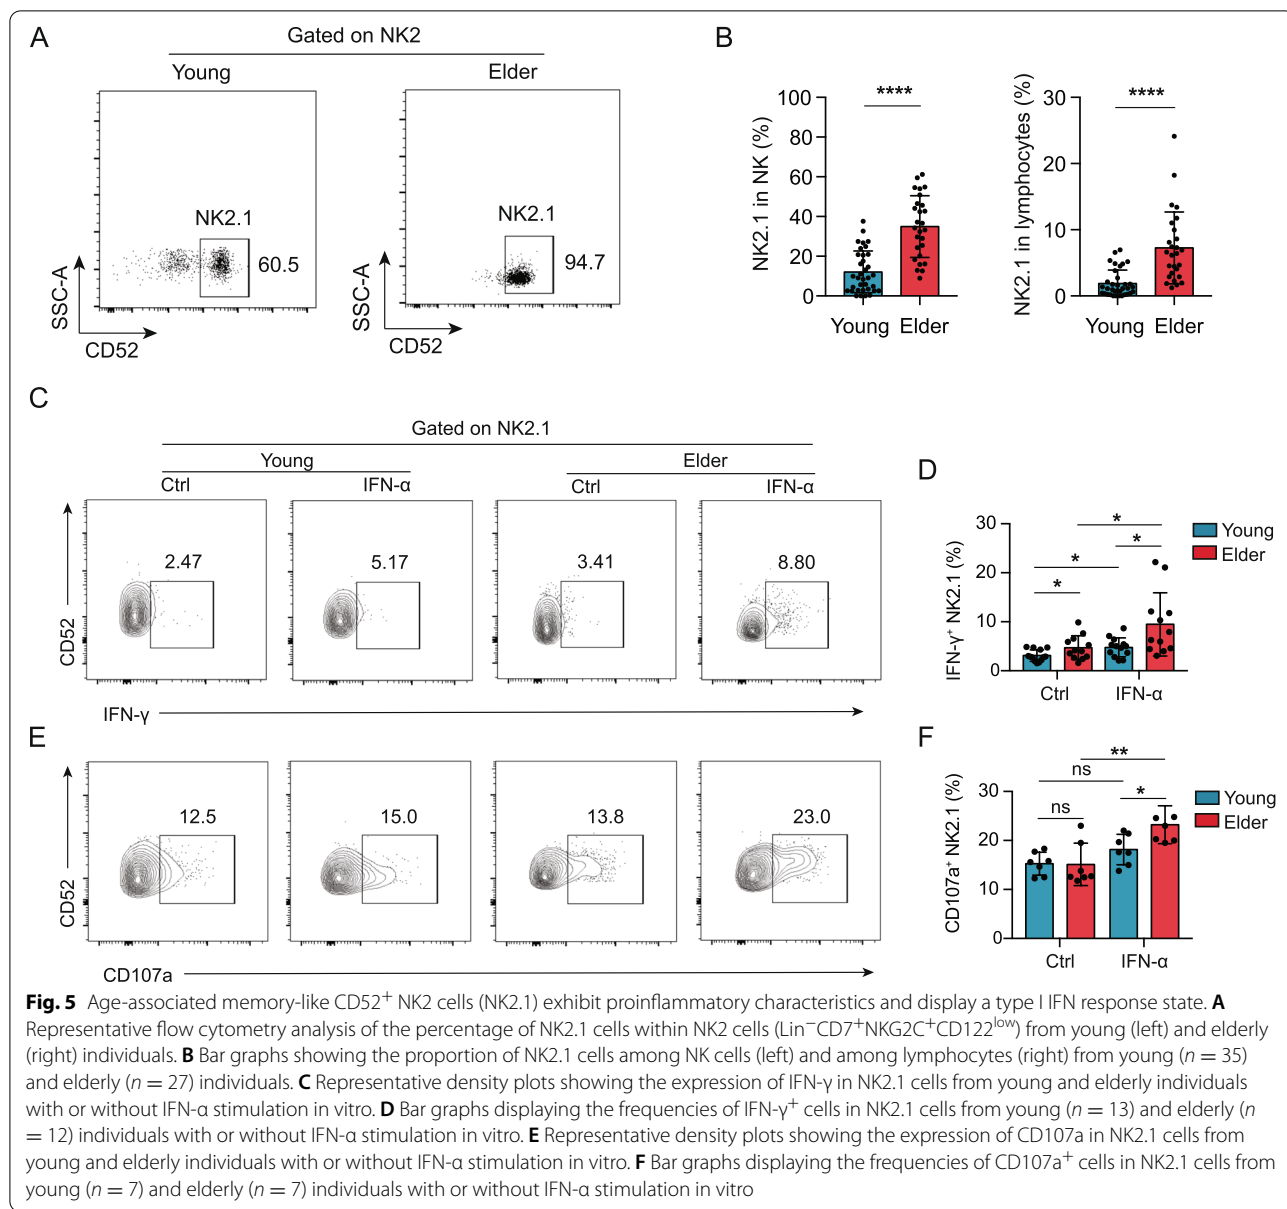 A
Gated on NK2
Young
Elder
NK2.1
60.5
SSC-A
CD52
NK2.1
94.7
SSC-A
CD52
B
NK2.1 in NK (%)
100
80
60
40
20
0
****
Young Elder
NK2.1 in lymphocytes (%)
30
20
10
0
****
Young Elder
C
Gated on NK2.1
Young
Elder
Ctrl
IFN-α
Ctrl
IFN-α
2.47
5.17
3.41
8.80
CD52
IFN-γ
D
IFN-γ⁺ NK2.1 (%)
30
20
10
0
*
*
*
*
Ctrl
IFN-α
Young
Elder
E
12.5
15.0
13.8
23.0
CD52
CD107a
F
CD107a⁺ NK2.1 (%)
30
20
10
0
**
ns
ns
*
Ctrl
IFN-α
Young
Elder
Fig. 5 Age-associated memory-like CD52⁺ NK2 cells (NK2.1) exhibit proinflammatory characteristics and display a type I IFN response state. A
Representative flow cytometry analysis of the percentage of NK2.1 cells within NK2 cells (Lin⁻CD7⁺NKG2C⁺CD122ˡᵒʷ) from young (left) and elderly
(right) individuals. B Bar graphs showing the proportion of NK2.1 cells among NK cells (left) and among lymphocytes (right) from young (n = 35)
and elderly (n = 27) individuals. C Representative density plots showing the expression of IFN-γ in NK2.1 cells from young and elderly individuals
with or without IFN-α stimulation in vitro. D Bar graphs displaying the frequencies of IFN-γ⁺ cells in NK2.1 cells from young (n = 13) and elderly (n
= 12) individuals with or without IFN-α stimulation in vitro. E Representative density plots showing the expression of CD107a in NK2.1 cells from
young and elderly individuals with or without IFN-α stimulation in vitro. F Bar graphs displaying the frequencies of CD107a⁺ cells in NK2.1 cells from
young (n = 7) and elderly (n = 7) individuals with or without IFN-α stimulation in vitro